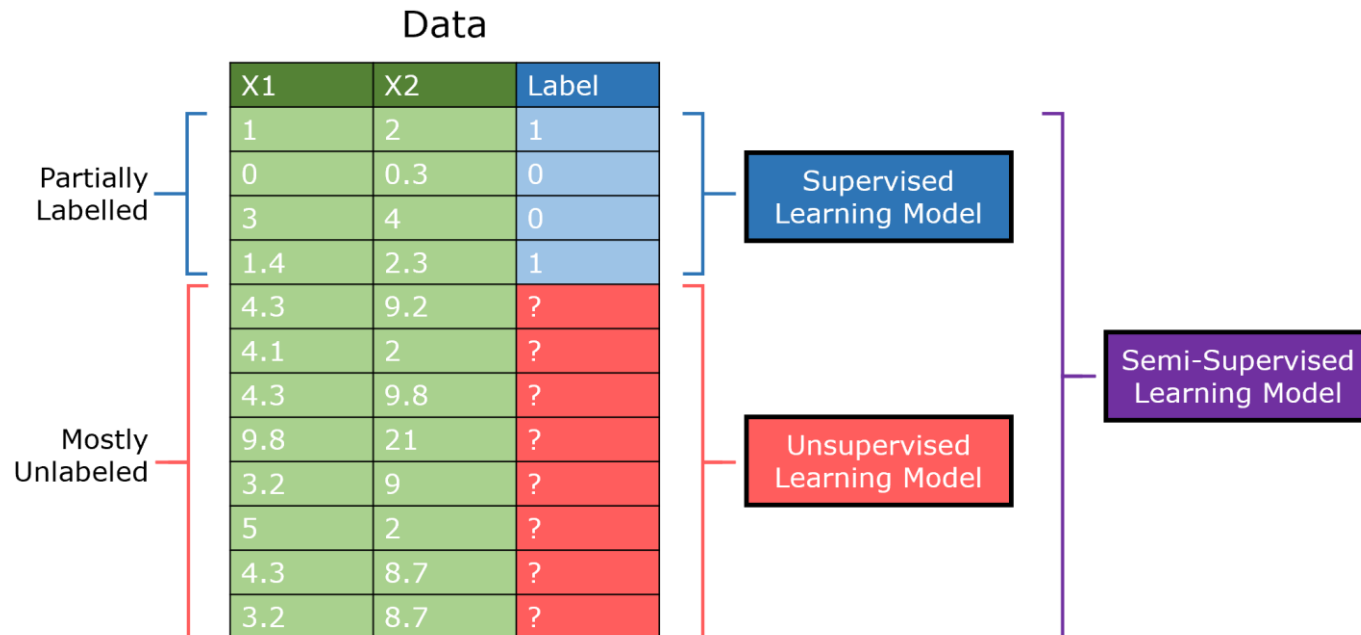 Data
X1 X2 Label
1 2 1
0 0.3 0
3 4 0
1.4 2.3 1
4.3 9.2 ?
4.1 2 ?
4.3 9.8 ?
9.8 21 ?
3.2 9 ?
5 2 ?
4.3 8.7 ?
3.2 8.7 ?
Partially
Labelled
Mostly
Unlabeled
Supervised
Learning Model
Unsupervised
Learning Model
Semi-Supervised
Learning Model